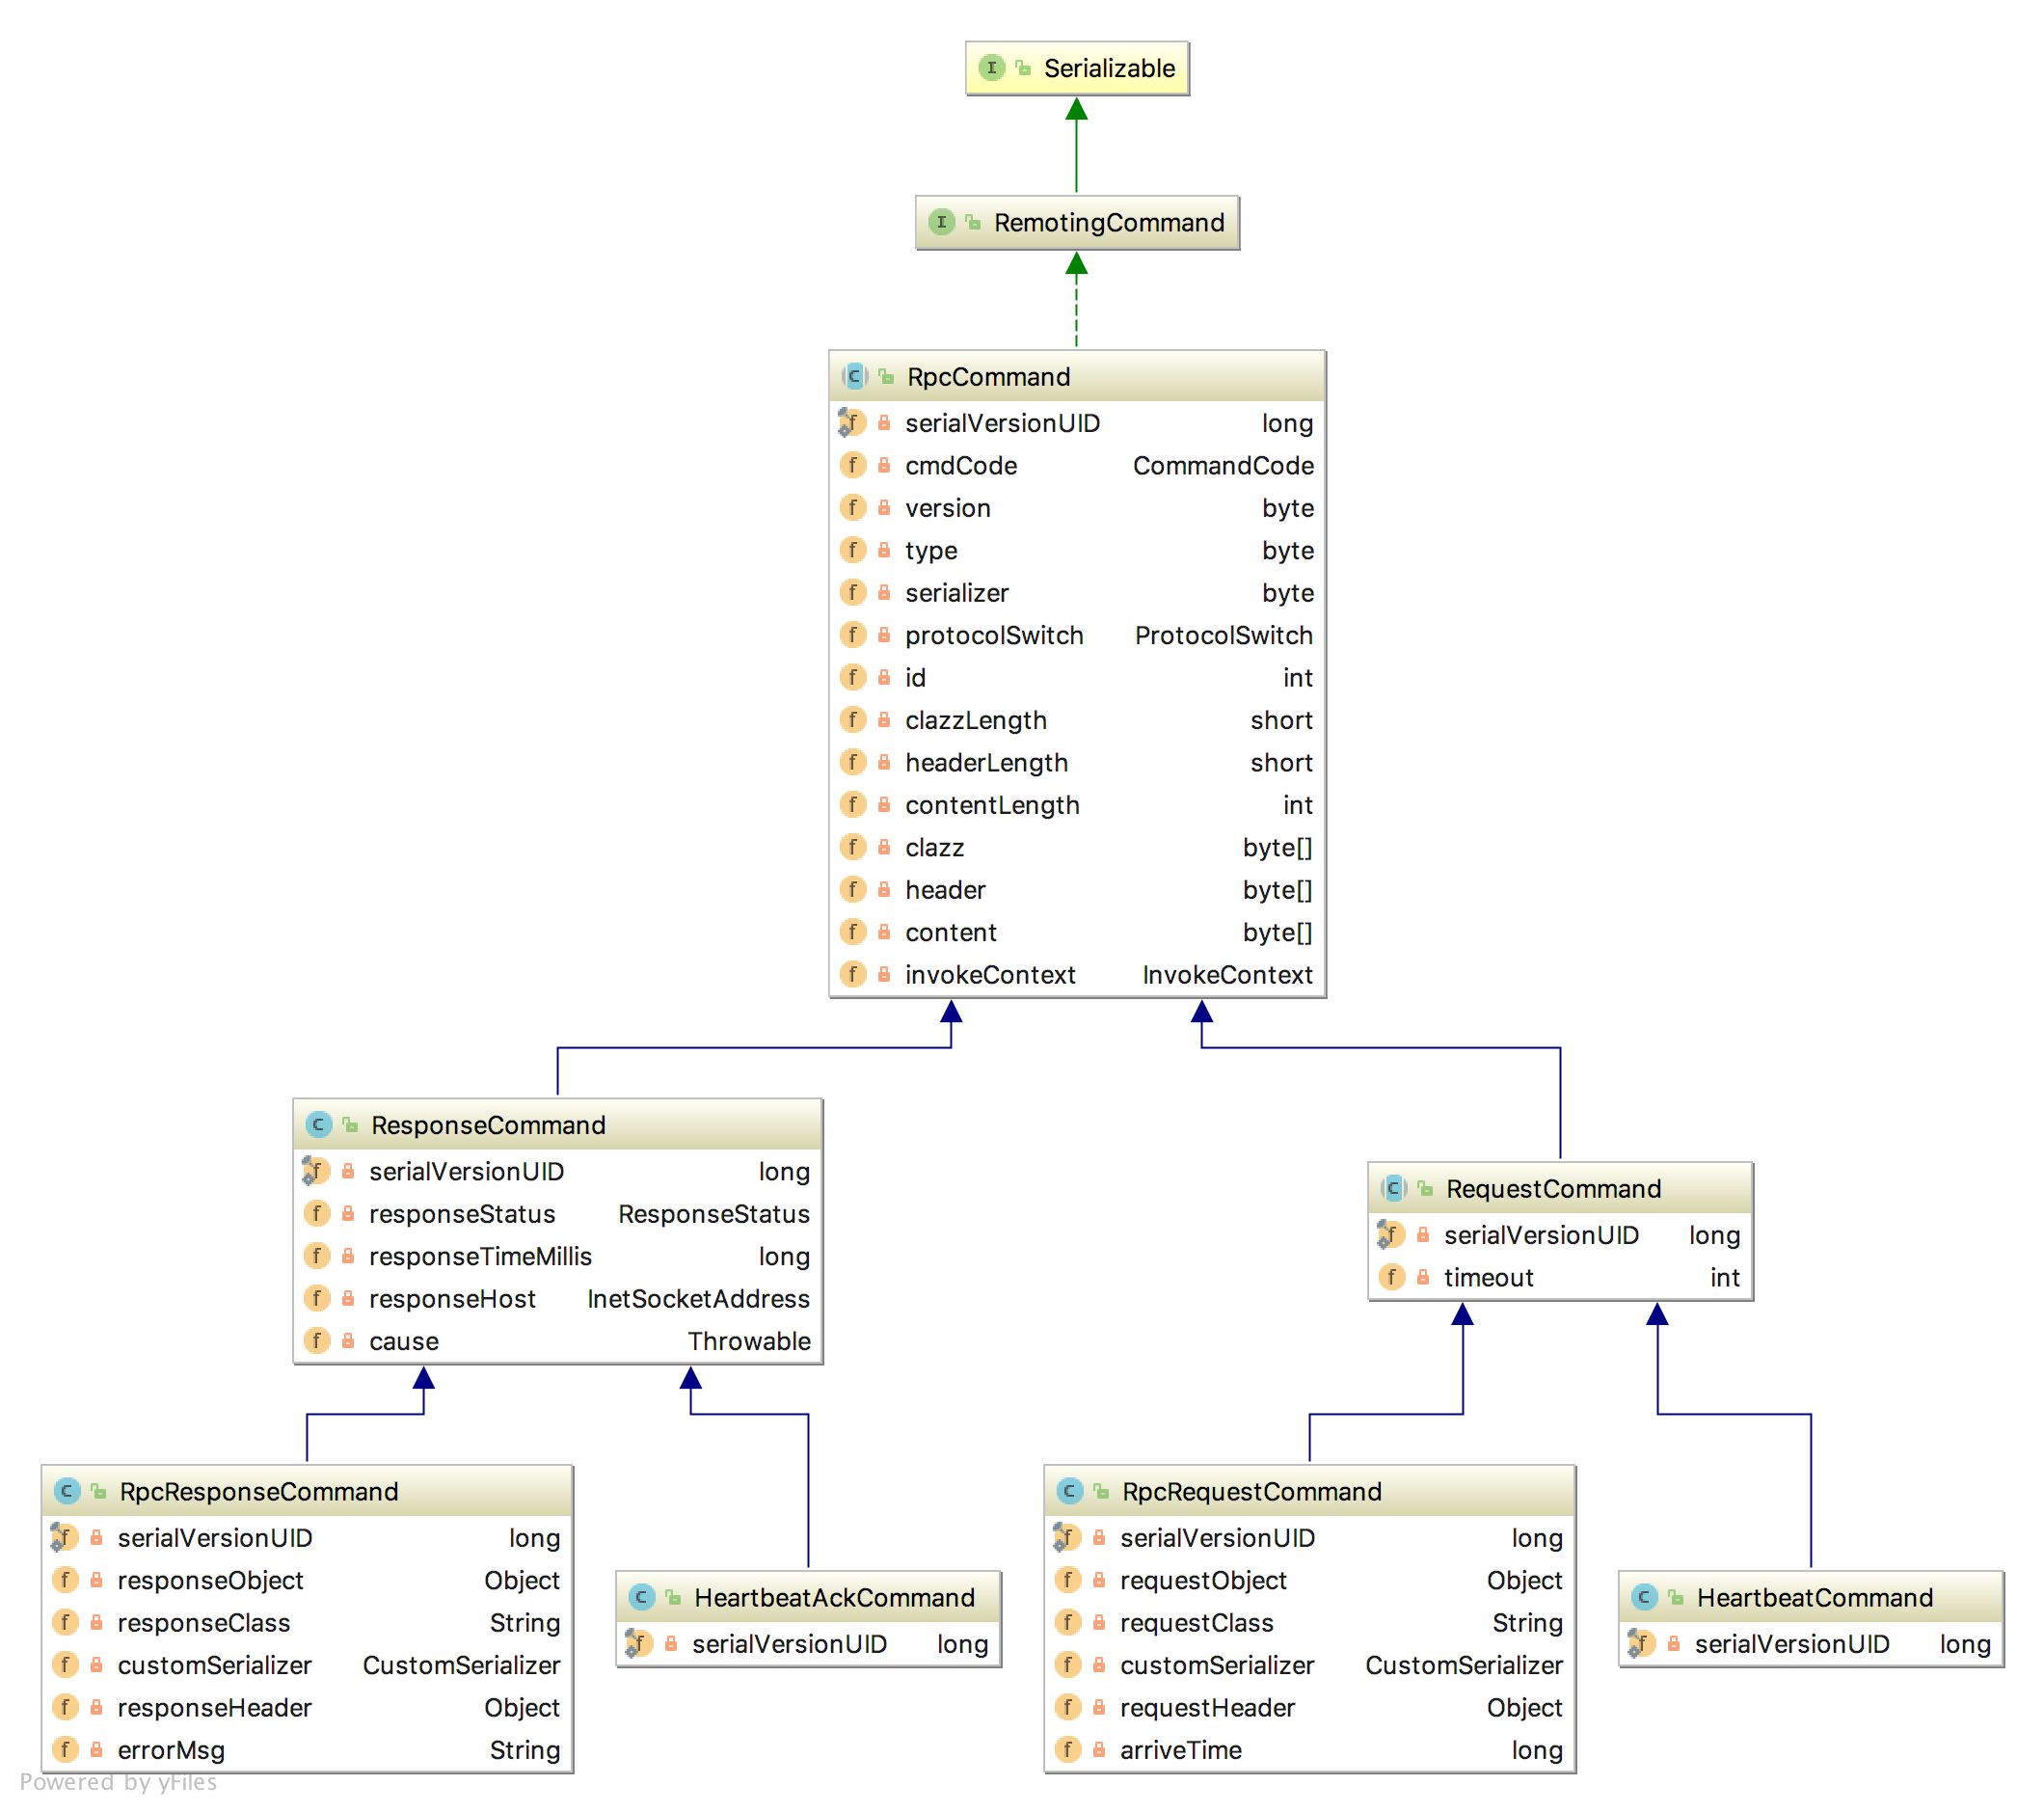 Serializable
RemotingCommand
RpcCommand
serialVersionUID long
cmdCode CommandCode
version byte
type byte
serializer byte
protocolSwitch ProtocolSwitch
id int
clazzLength short
headerLength short
contentLength int
clazz byte[]
header byte[]
content byte[]
invokeContext InvokeContext
ResponseCommand
serialVersionUID long
responseStatus ResponseStatus
responseTimeMillis long
responseHost InetSocketAddress
cause Throwable
RequestCommand
serialVersionUID long
timeout int
RpcResponseCommand
serialVersionUID long
responseObject Object
responseClass String
customSerializer CustomSerializer
responseHeader Object
errorMsg String
HeartbeatAckCommand
serialVersionUID long
RpcRequestCommand
serialVersionUID long
requestObject Object
requestClass String
customSerializer CustomSerializer
requestHeader Object
arriveTime long
HeartbeatCommand
serialVersionUID long
Powered by yFiles